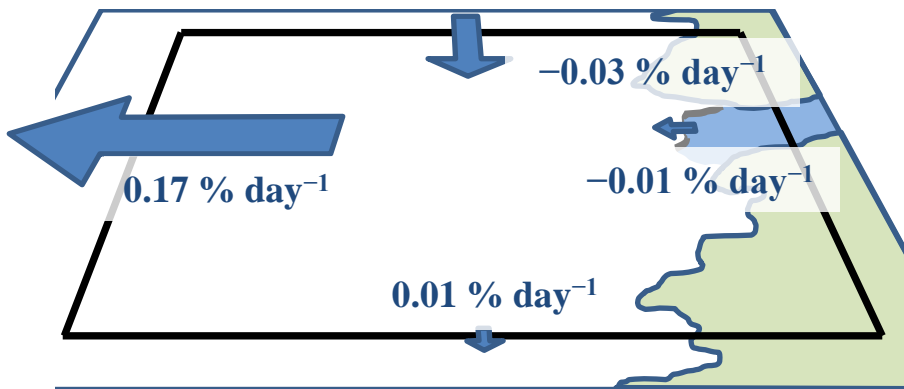 −0.03 % day⁻¹
0.17 % day⁻¹
−0.01 % day⁻¹
0.01 % day⁻¹